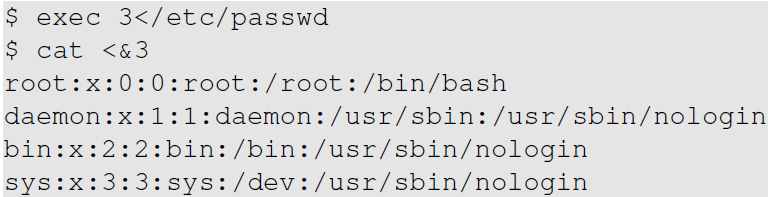 $ exec 3</etc/passwd
$ cat <&3
root:x:0:0:root:/root:/bin/bash
daemon:x:1:1:daemon:/usr/sbin:/usr/sbin/nologin
bin:x:2:2:bin:/bin:/usr/sbin/nologin
sys:x:3:3:sys:/dev:/usr/sbin/nologin